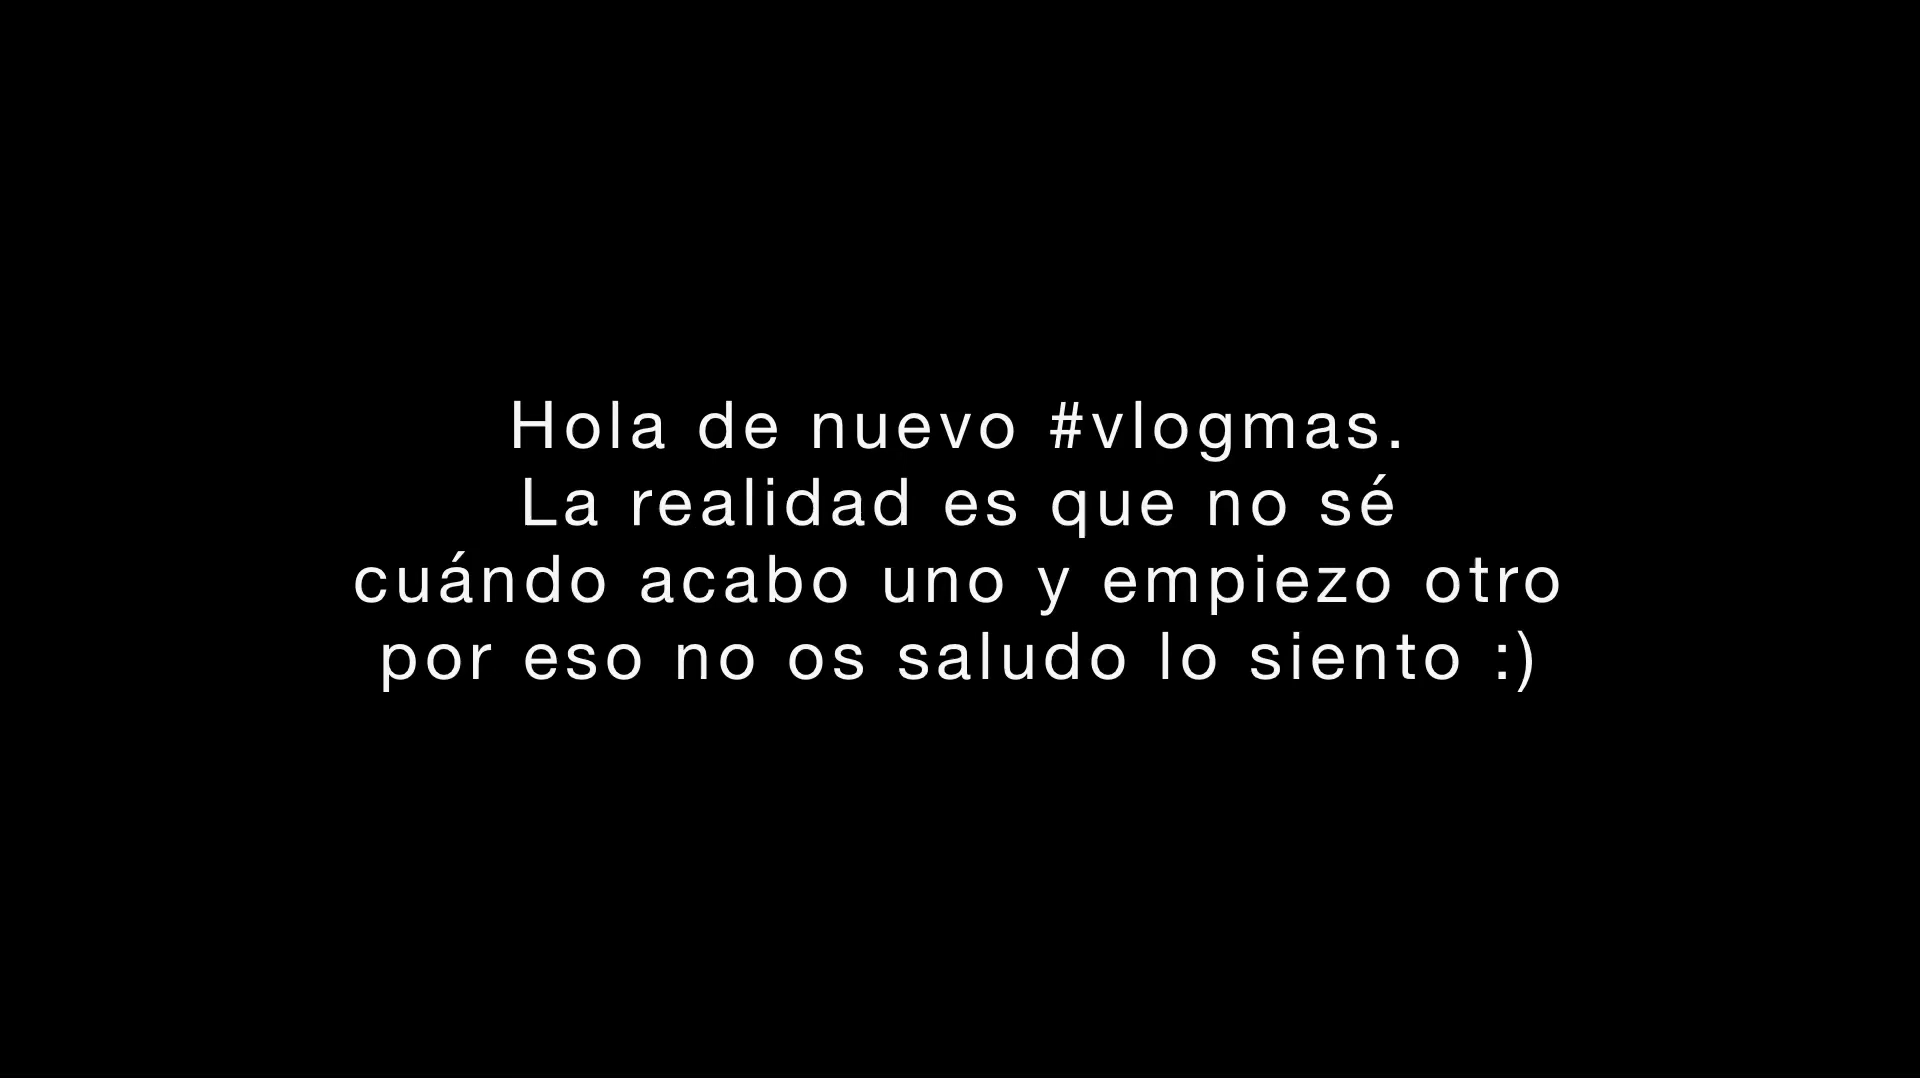 Hola de nuevo #vlogmas.
La realidad es que no sé
cuándo acabo uno y empiezo otro
por eso no os saludo lo siento :)